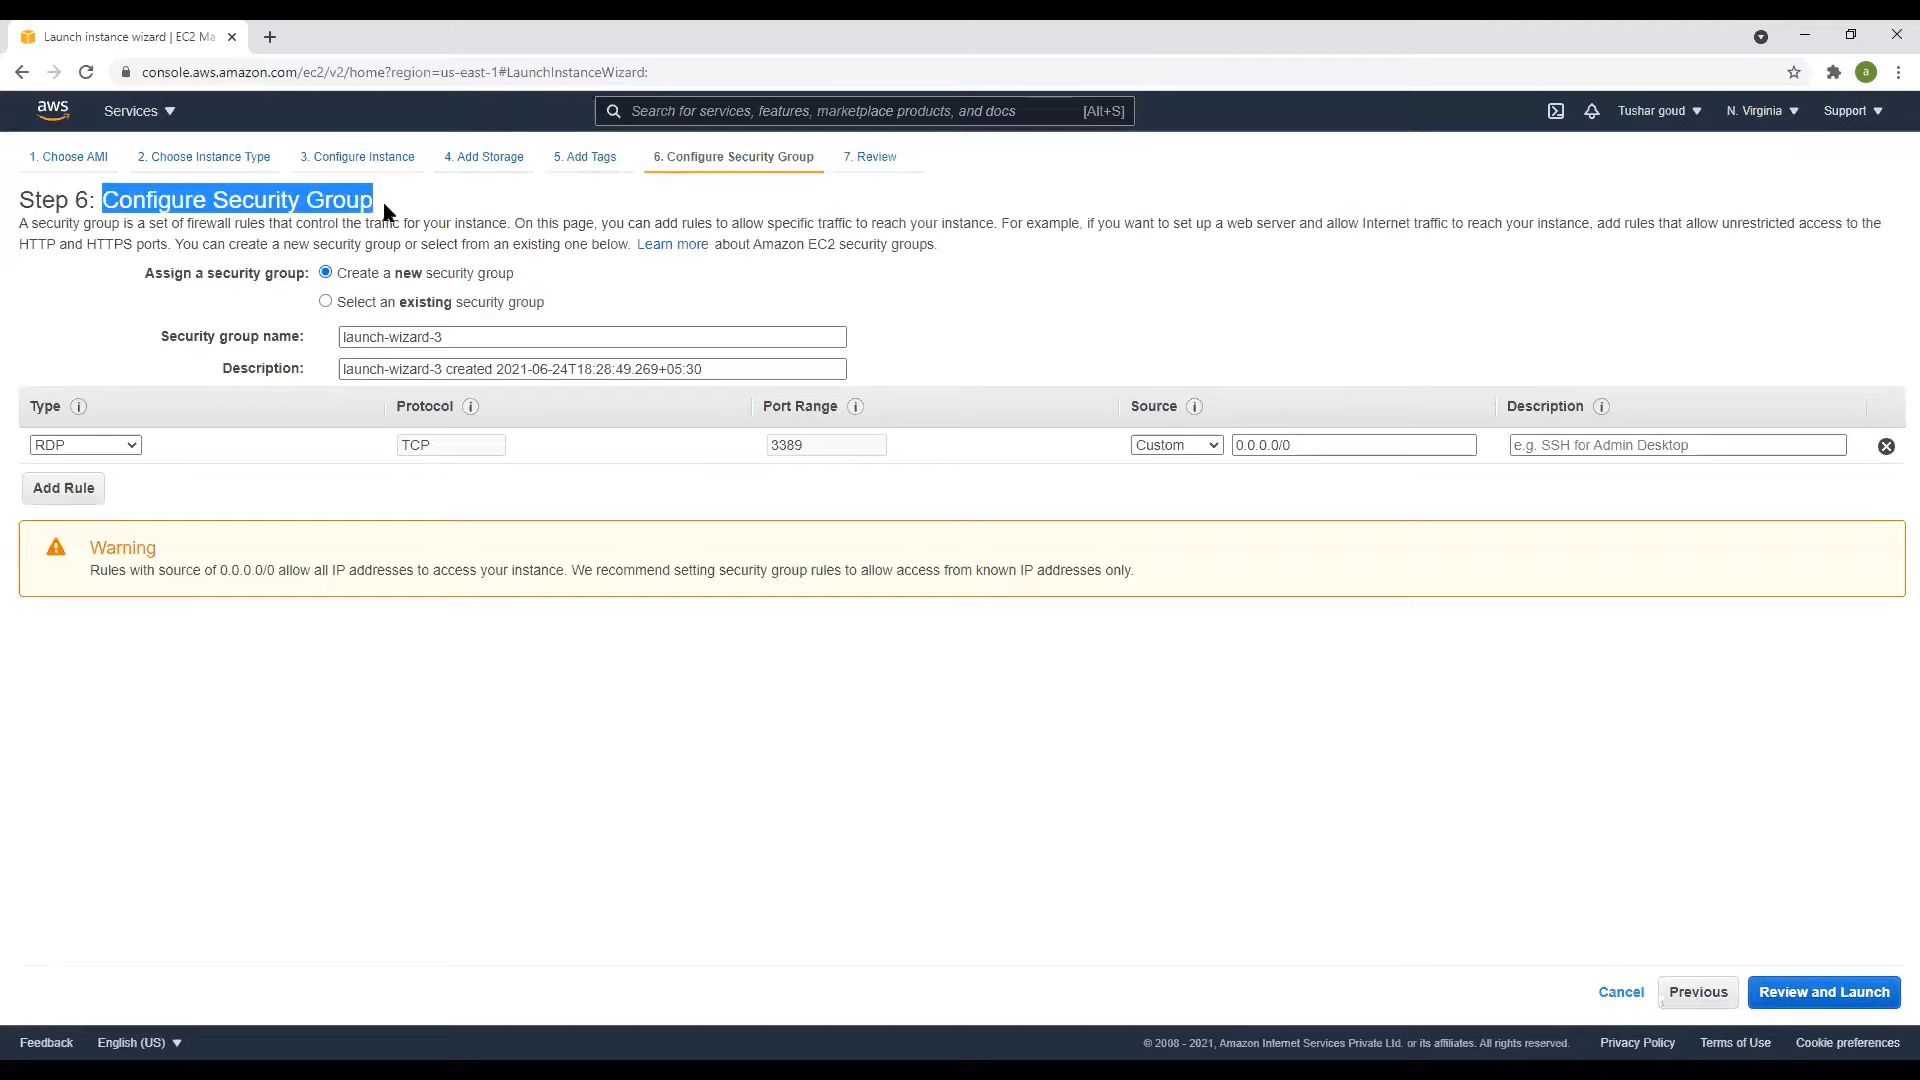 Launch instance wizard | EC2 Ma
console.aws.amazon.com/ec2/v2/home?region=us-east-1#LaunchInstanceWizard:
a
aws
Services
Search for services, features, marketplace products, and docs [Alt+S]
Tushar goud
N. Virginia
Support
1. Choose AMI
2. Choose Instance Type
3. Configure Instance
4. Add Storage
5. Add Tags
6. Configure Security Group
7. Review
Step 6: Configure Security Group
A security group is a set of firewall rules that control the traffic for your instance. On this page, you can add rules to allow specific traffic to reach your instance. For example, if you want to set up a web server and allow Internet traffic to reach your instance, add rules that allow unrestricted access to the
HTTP and HTTPS ports. You can create a new security group or select from an existing one below. Learn more about Amazon EC2 security groups.
Assign a security group: Create a new security group
Select an existing security group
Security group name: launch-wizard-3
Description: launch-wizard-3 created 2021-06-24T18:28:49.269+05:30
Type Protocol Port Range Source Description
RDP TCP 3389 Custom 0.0.0.0/0 e.g. SSH for Admin Desktop
Add Rule
Warning
Rules with source of 0.0.0.0/0 allow all IP addresses to access your instance. We recommend setting security group rules to allow access from known IP addresses only.
Cancel Previous Review and Launch
Feedback English (US) © 2008 - 2021, Amazon Internet Services Private Ltd. or its affiliates. All rights reserved. Privacy Policy Terms of Use Cookie preferences